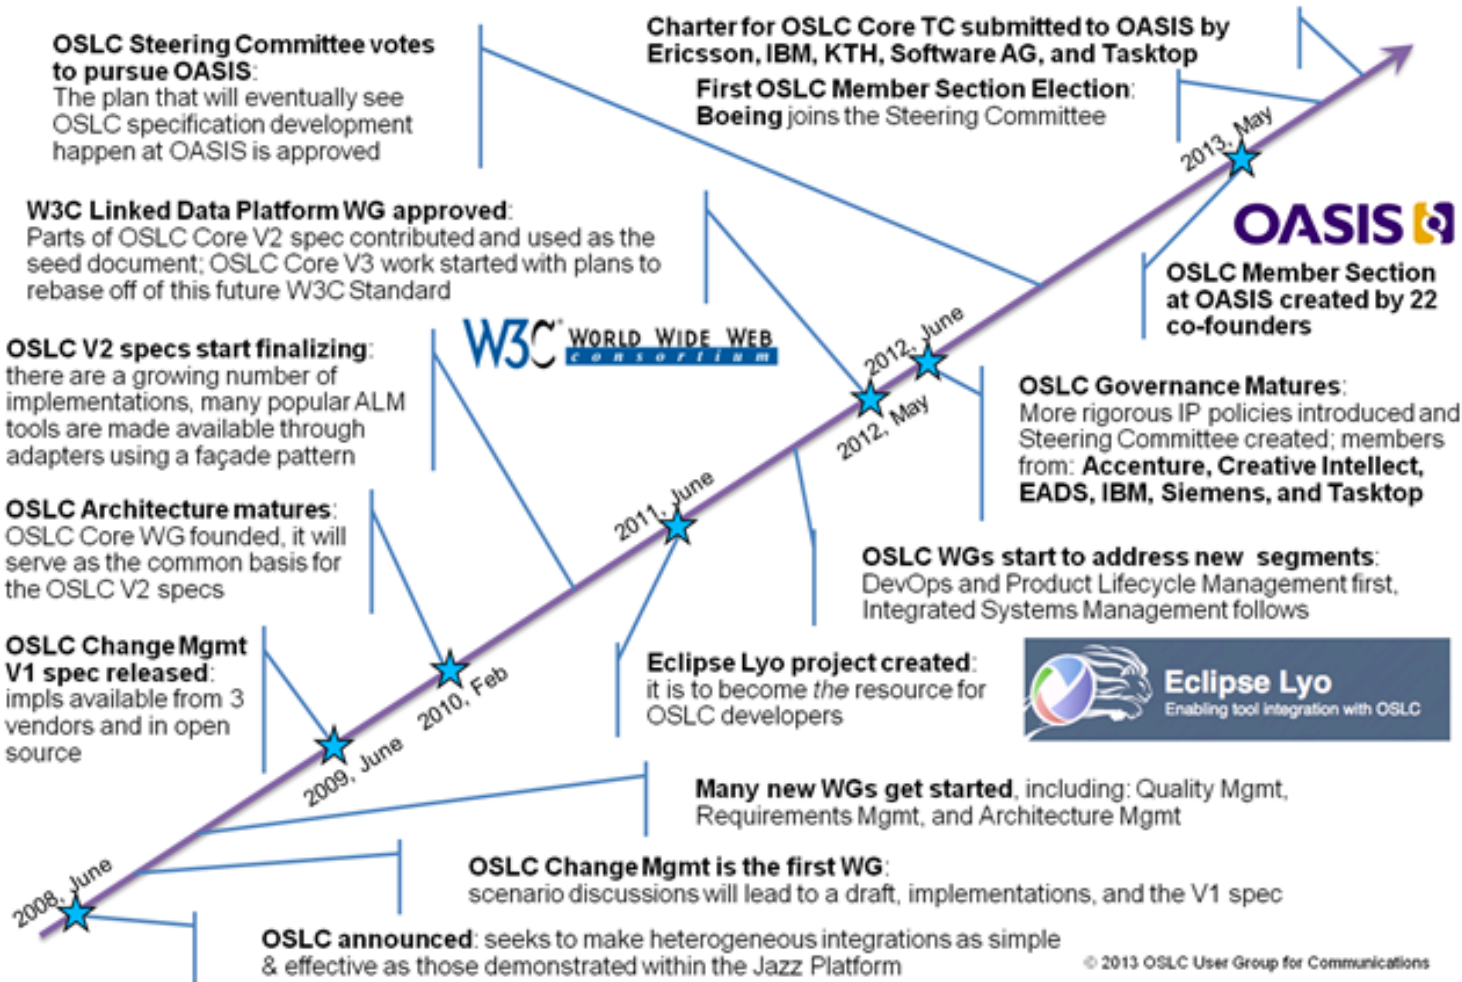 Charter for OSLC Core TC submitted to OASIS by
Ericsson, IBM, KTH, Software AG, and Tasktop
OSLC Steering Committee votes
to pursue OASIS:
The plan that will eventually see
OSLC specification development
happen at OASIS is approved
First OSLC Member Section Election:
Boeing joins the Steering Committee
2013, May
W3C Linked Data Platform WG approved:
Parts of OSLC Core V2 spec contributed and used as the
seed document; OSLC Core V3 work started with plans to
rebase off of this future W3C Standard
OASIS
OSLC Member Section
at OASIS created by 22
co-founders
W3C WORLD WIDE WEB
consortium
2012, June
2012, May
OSLC V2 specs start finalizing:
there are a growing number of
implementations, many popular ALM
tools are made available through
adapters using a façade pattern
OSLC Governance Matures:
More rigorous IP policies introduced and
Steering Committee created; members
from: Accenture, Creative Intellect,
EADS, IBM, Siemens, and Tasktop
2011, June
OSLC Architecture matures:
OSLC Core WG founded, it will
serve as the common basis for
the OSLC V2 specs
OSLC WGs start to address new segments:
DevOps and Product Lifecycle Management first,
Integrated Systems Management follows
2010, Feb
OSLC Change Mgmt
V1 spec released:
impls available from 3
vendors and in open
source
Eclipse Lyo project created:
it is to become the resource for
OSLC developers
Eclipse Lyo
Enabling tool integration with OSLC
2009, June
Many new WGs get started, including: Quality Mgmt,
Requirements Mgmt, and Architecture Mgmt
OSLC Change Mgmt is the first WG:
scenario discussions will lead to a draft, implementations, and the V1 spec
2008, June
OSLC announced: seeks to make heterogeneous integrations as simple
& effective as those demonstrated within the Jazz Platform
© 2013 OSLC User Group for Communications